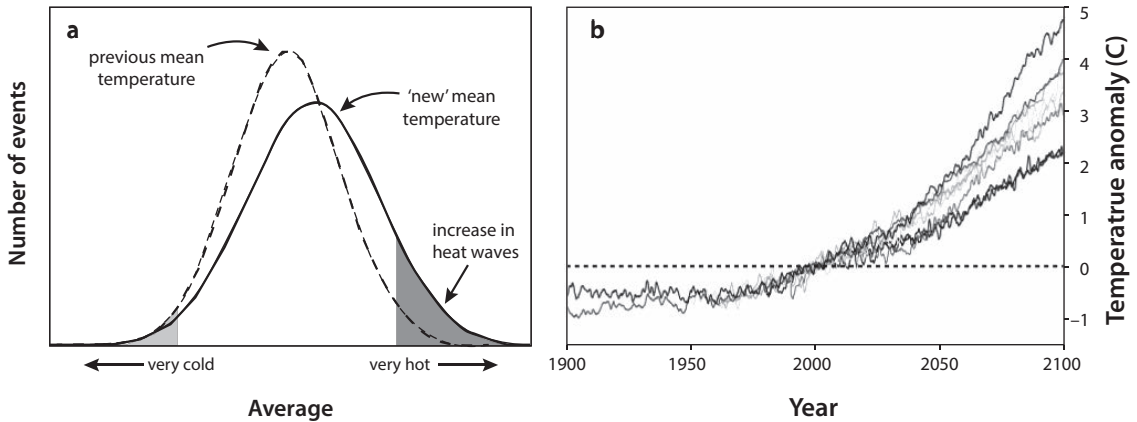 a
previous mean
temperature
'new' mean
temperature
increase in
heat waves
Number of events
very cold
very hot
Average
b
5
4
3
2
1
0
−1
Temperatrue anomaly (C)
1900
1950
2000
2050
2100
Year